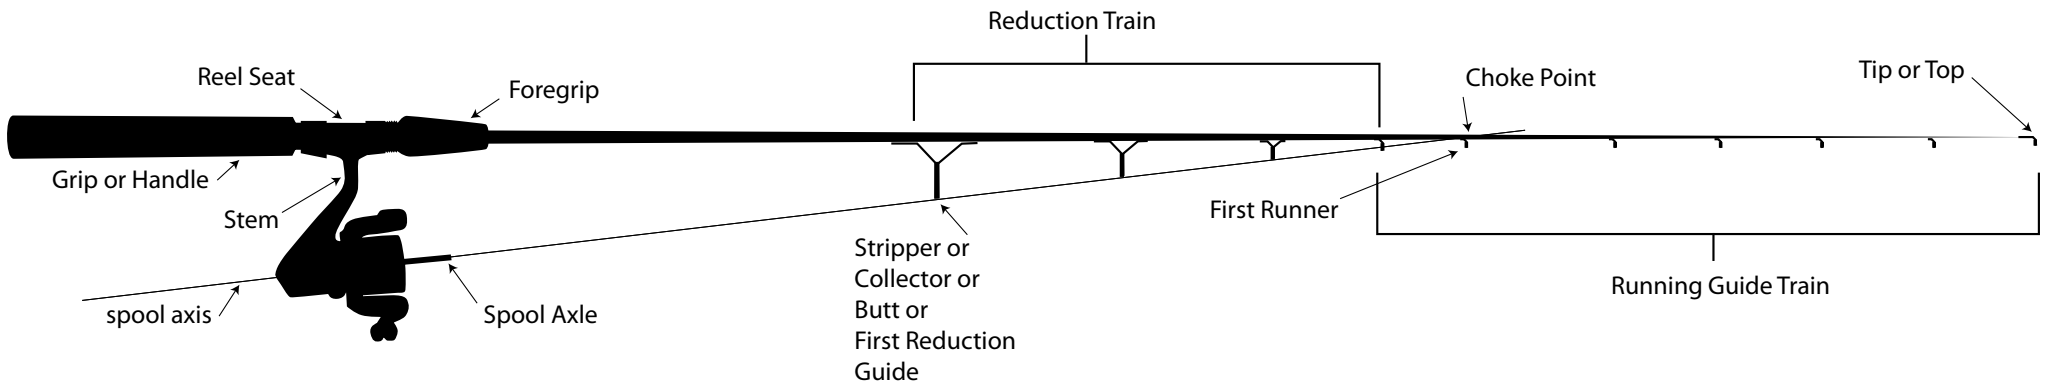 Reduction Train
Reel Seat
Foregrip
Choke Point
Tip or Top
Grip or Handle
Stem
First Runner
Stripper or
Collector or
Butt or
First Reduction
Guide
Running Guide Train
spool axis
Spool Axle